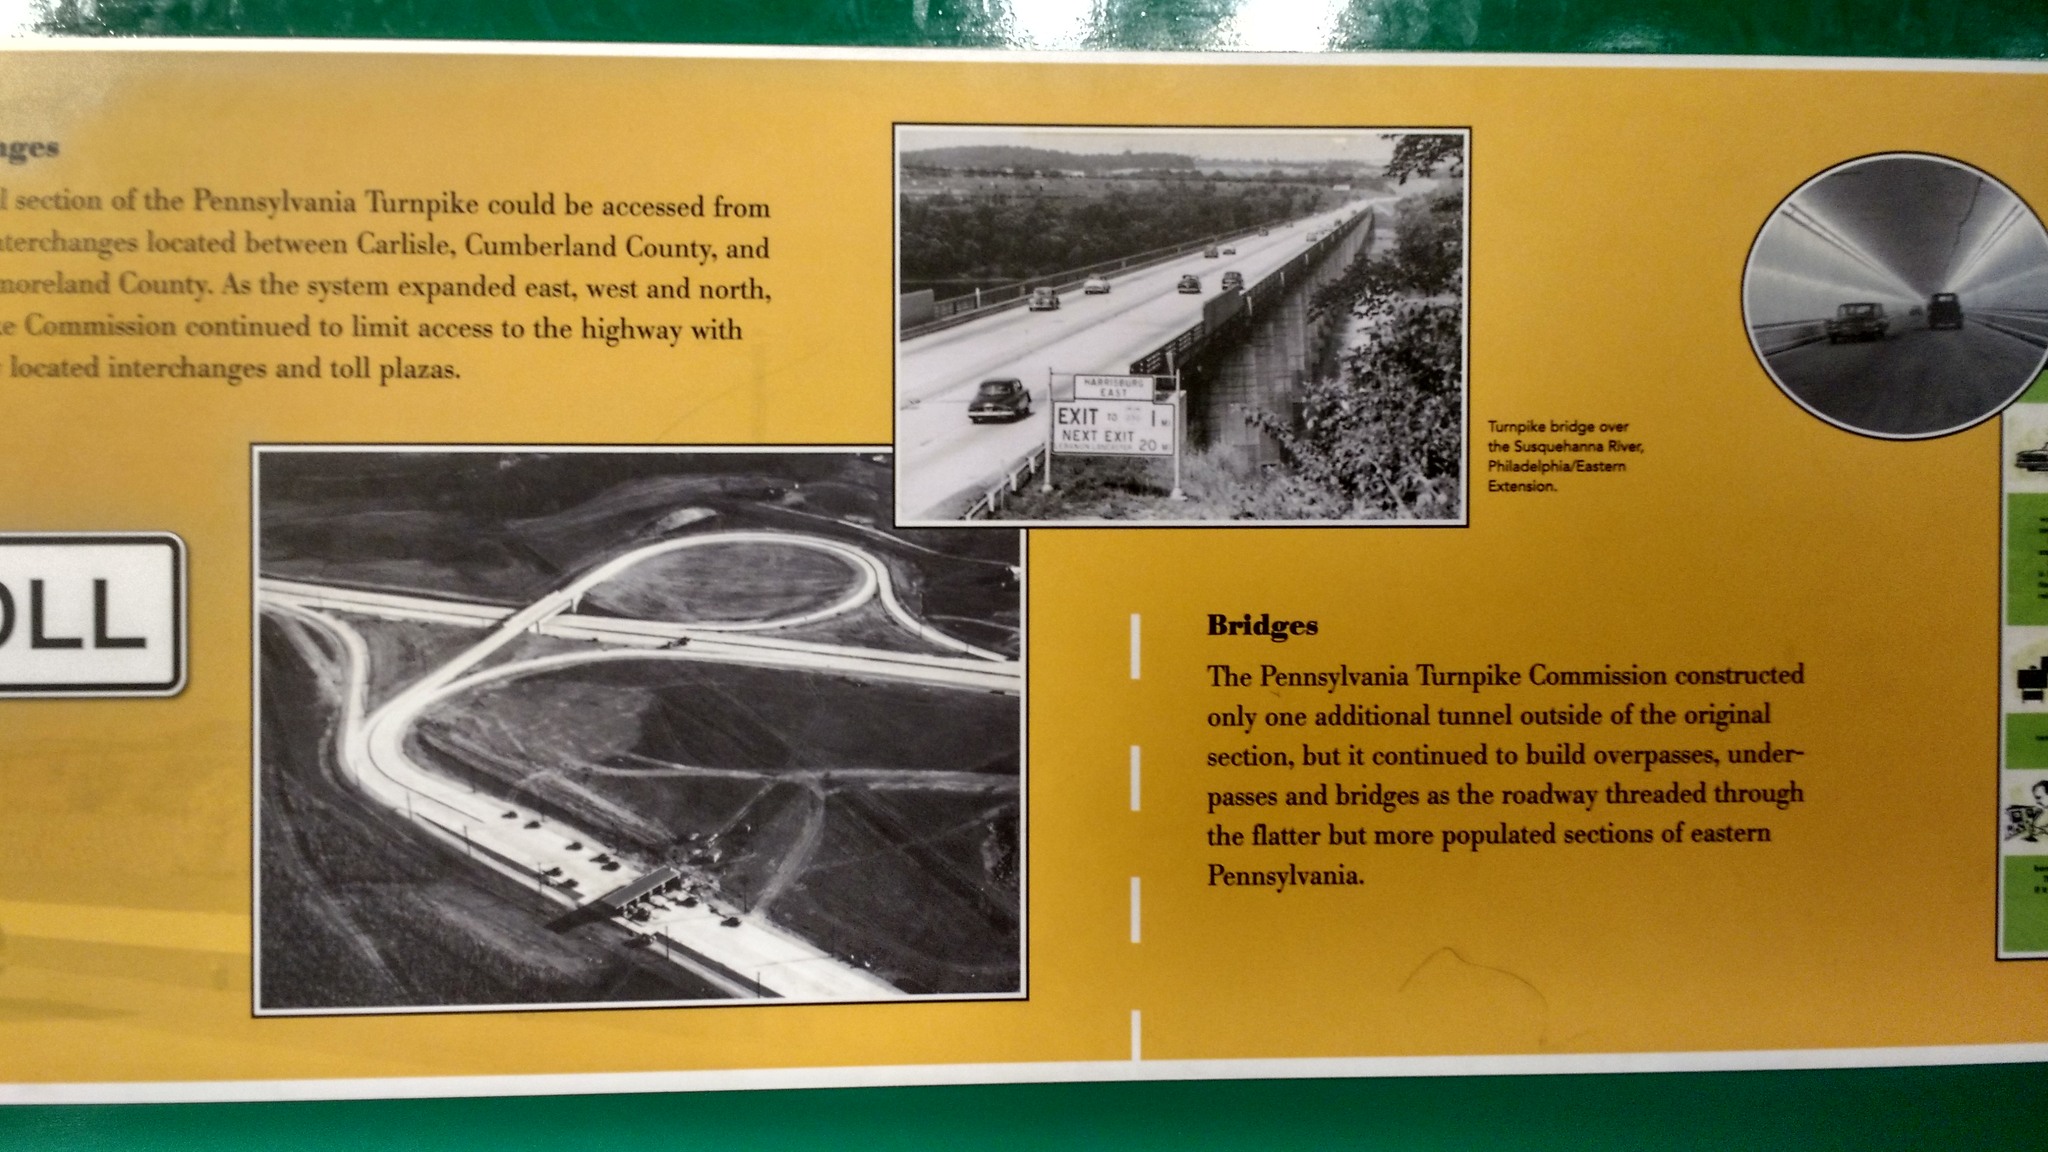 nges
l section of the Pennsylvania Turnpike could be accessed from
nterchanges located between Carlisle, Cumberland County, and
moreland County. As the system expanded east, west and north,
ke Commission continued to limit access to the highway with
located interchanges and toll plazas.
OLL
HARRISBURG
EAST
EXIT TO 1 MI
NEXT EXIT
LEBANON-LANCASTER 20 MI
Turnpike bridge over
the Susquehanna River,
Philadelphia/Eastern
Extension.
Bridges
The Pennsylvania Turnpike Commission constructed
only one additional tunnel outside of the original
section, but it continued to build overpasses, under-
passes and bridges as the roadway threaded through
the flatter but more populated sections of eastern
Pennsylvania.